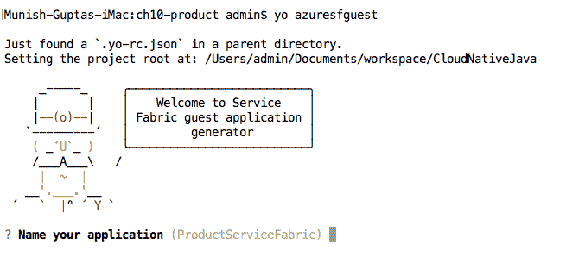 Munish-Guptas-iMac:ch10-product admin$ yo azuresfguest
Just found a `.yo-rc.json` in a parent directory.
Setting the project root at: /Users/admin/Documents/workspace/CloudNativeJava
Welcome to Service
Fabric guest application
generator
? Name your application (ProductServiceFabric)